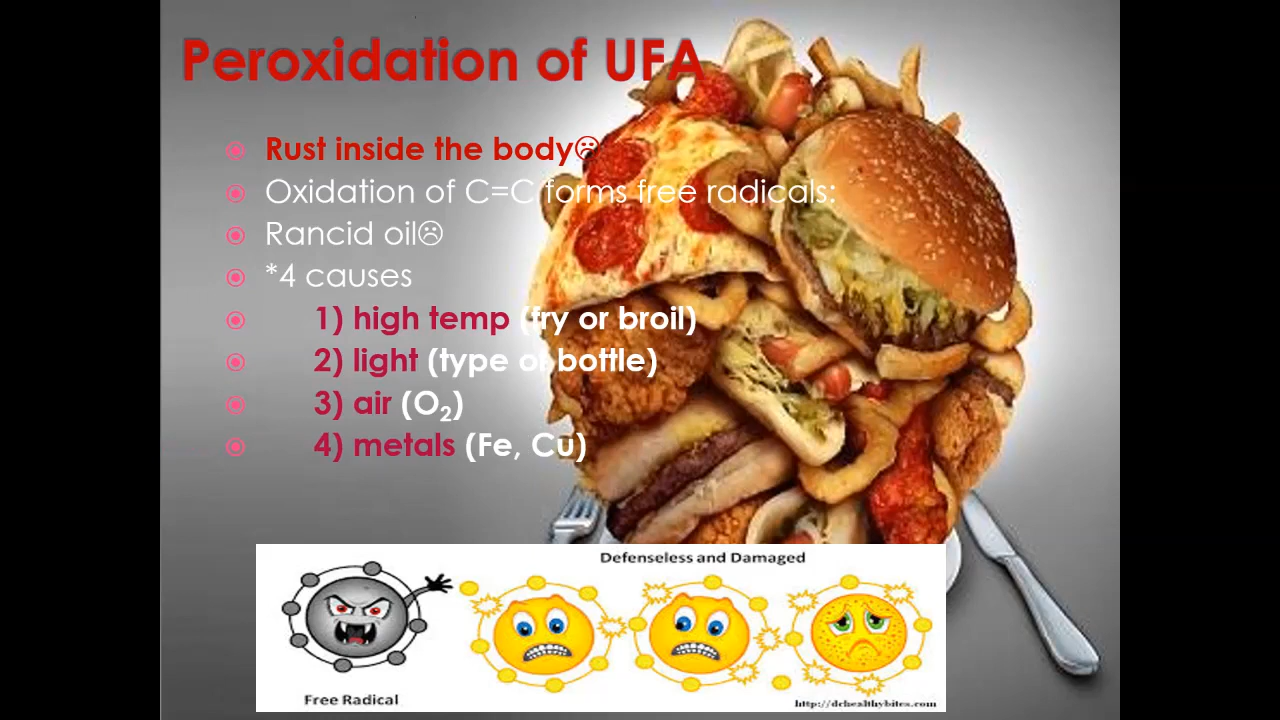 Peroxidation of UFA
Rust inside the body☹
Oxidation of C=C forms free radicals:
Rancid oil☹
*4 causes
1) high temp (fry or broil)
2) light (type of bottle)
3) air (O₂)
4) metals (Fe, Cu)
Defenseless and Damaged
Free Radical
http://dchealthybites.com